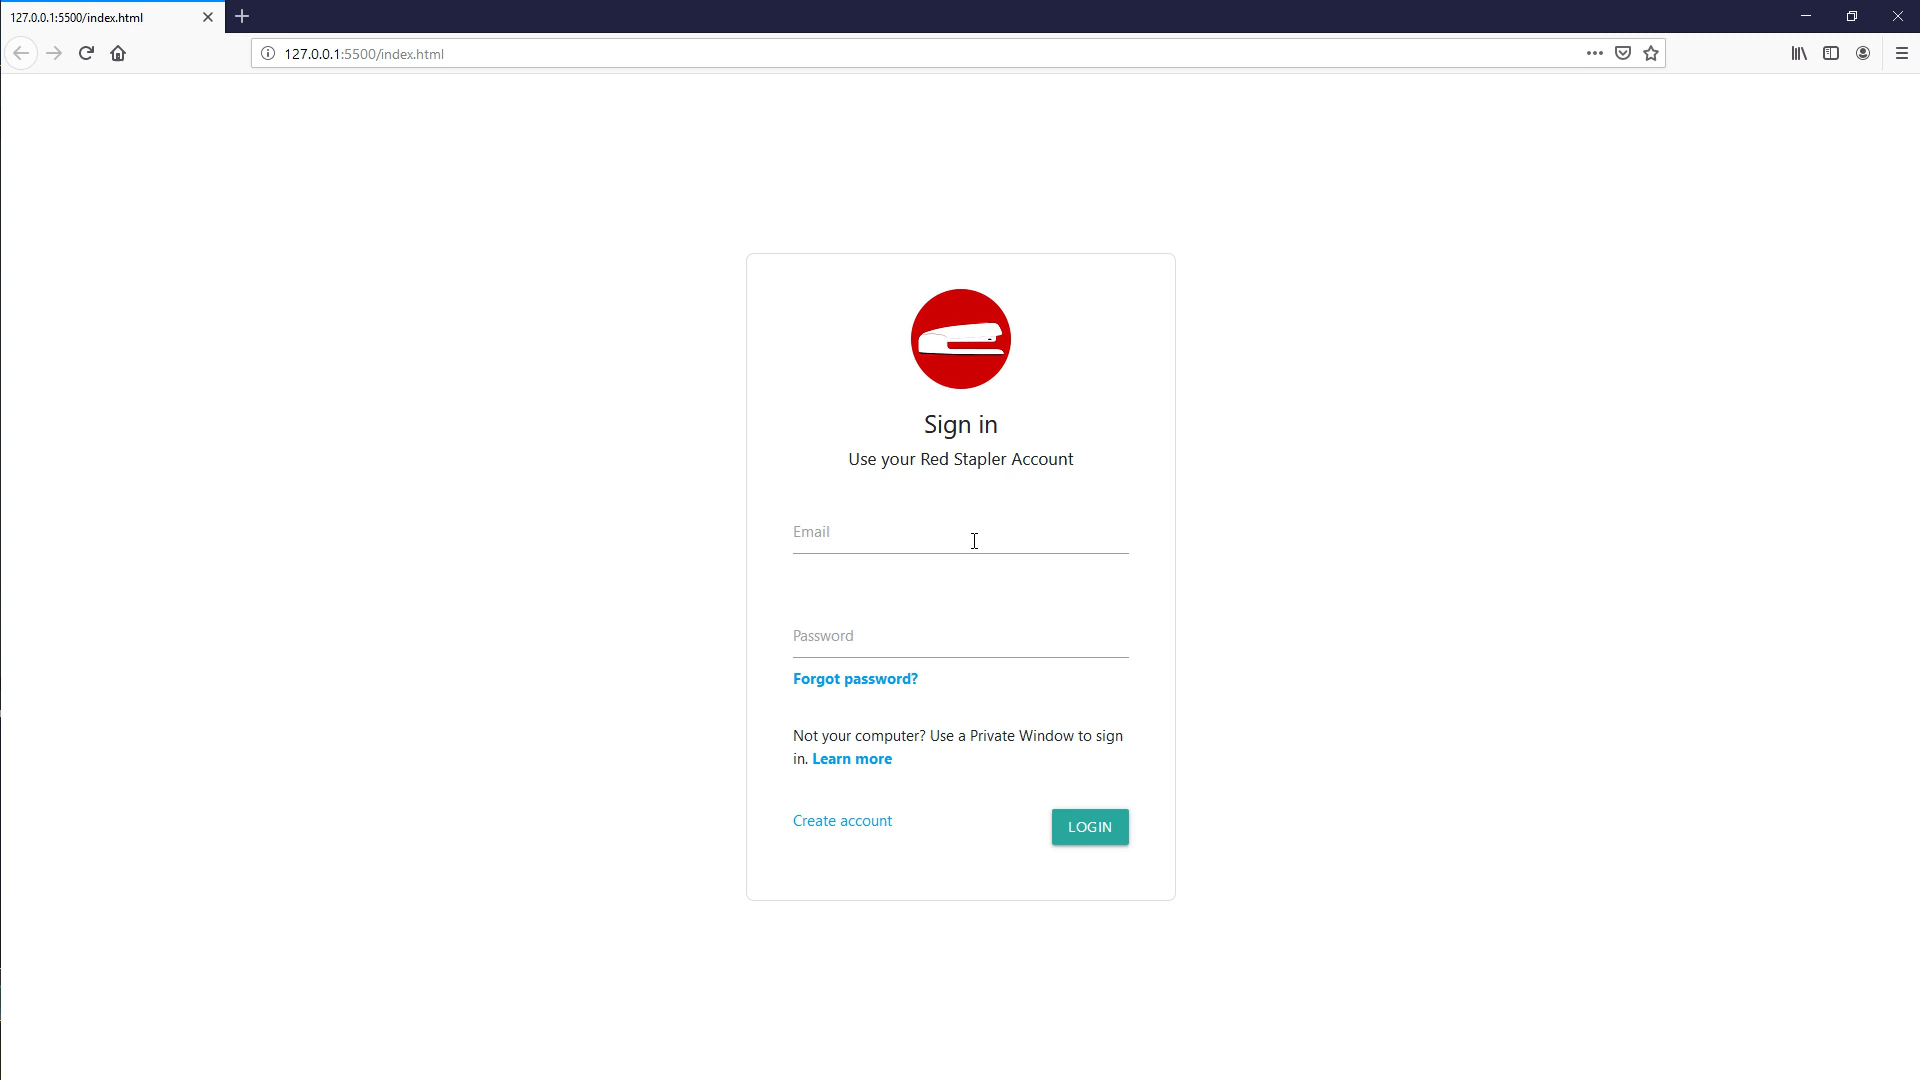 127.0.0.1:5500/index.html
127.0.0.1:5500/index.html
Sign in
Use your Red Stapler Account
Email
Password
Forgot password?
Not your computer? Use a Private Window to sign
in. Learn more
Create account
LOGIN